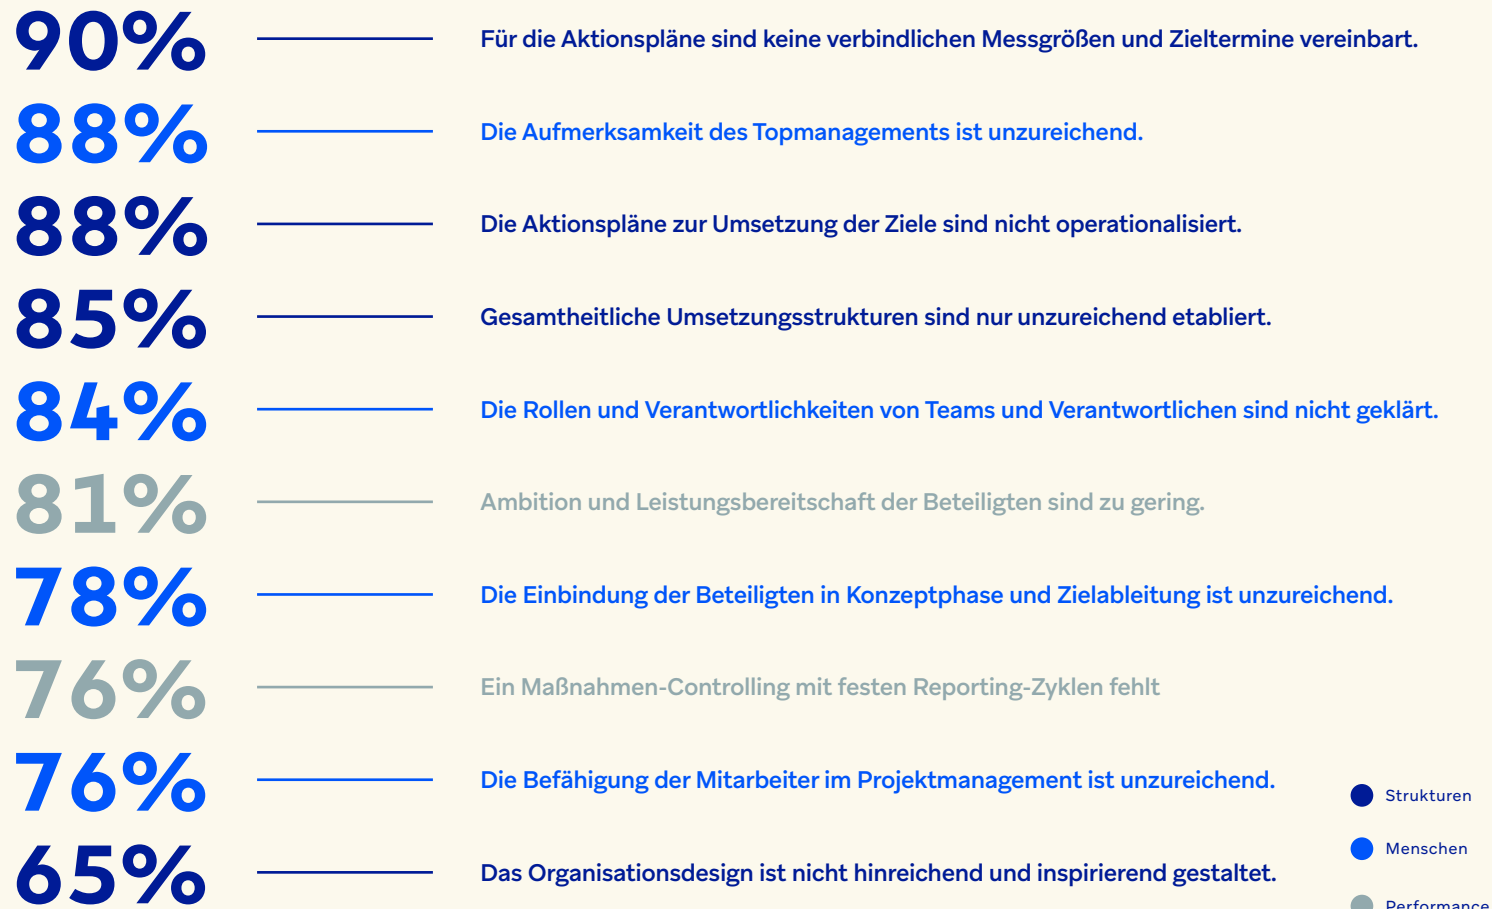 90% Für die Aktionspläne sind keine verbindlichen Messgrößen und Zieltermine vereinbart.
88% Die Aufmerksamkeit des Topmanagements ist unzureichend.
88% Die Aktionspläne zur Umsetzung der Ziele sind nicht operationalisiert.
85% Gesamtheitliche Umsetzungsstrukturen sind nur unzureichend etabliert.
84% Die Rollen und Verantwortlichkeiten von Teams und Verantwortlichen sind nicht geklärt.
81% Ambition und Leistungsbereitschaft der Beteiligten sind zu gering.
78% Die Einbindung der Beteiligten in Konzeptphase und Zielableitung ist unzureichend.
76% Ein Maßnahmen-Controlling mit festen Reporting-Zyklen fehlt
76% Die Befähigung der Mitarbeiter im Projektmanagement ist unzureichend.
65% Das Organisationsdesign ist nicht hinreichend und inspirierend gestaltet.
Strukturen
Menschen
Performance